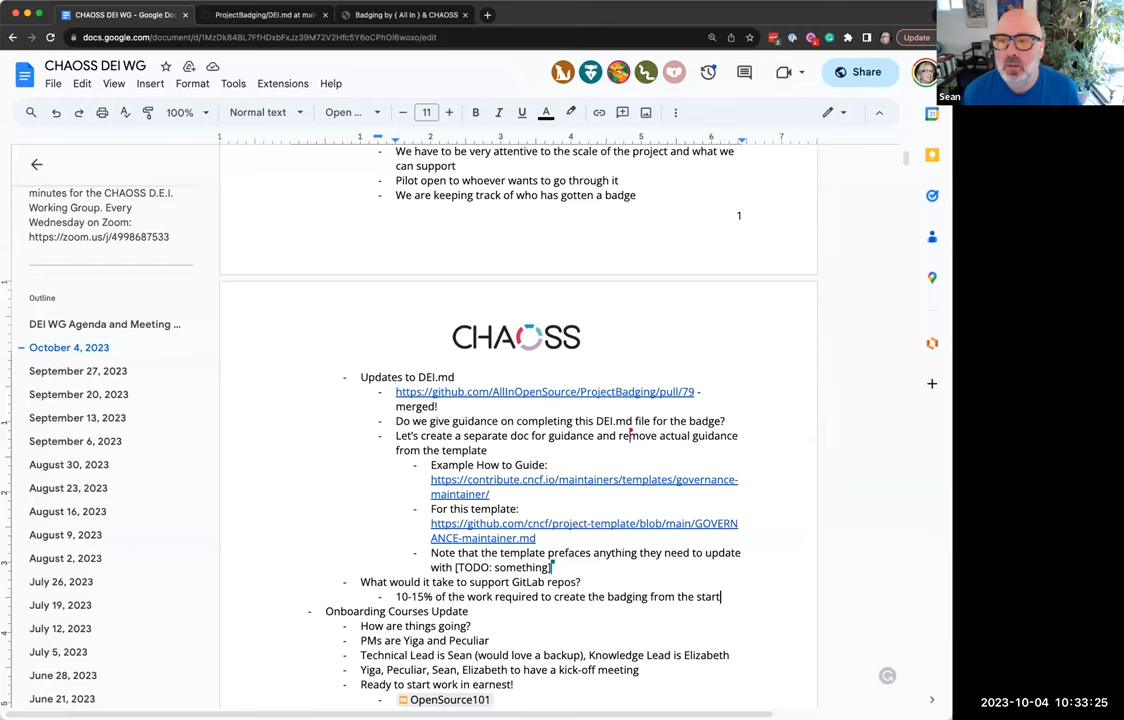 CHAOSS DEI WG - Google Doc
ProjectBadging/DEI.md at mai
Badging by { All In } & CHAOSS
docs.google.com/document/d/1MzDk84BL7FfHDxbFxJz39M72V2Hfc5Y6oCPhOl6woxo/edit
Update
CHAOSS DEI WG
File Edit View Insert Format Tools Extensions Help
Share
Sean
100% Normal text Open ... 11
1 1 2 3 4 5 6 7
minutes for the CHAOSS D.E.I.
Working Group. Every
Wednesday on Zoom:
https://zoom.us/j/4998687533
Outline
DEI WG Agenda and Meeting ...
October 4, 2023
September 27, 2023
September 20, 2023
September 13, 2023
September 6, 2023
August 30, 2023
August 23, 2023
August 16, 2023
August 9, 2023
August 2, 2023
July 26, 2023
July 19, 2023
July 12, 2023
July 5, 2023
June 28, 2023
June 21, 2023
- We have to be very attentive to the scale of the project and what we
can support
- Pilot open to whoever wants to go through it
- We are keeping track of who has gotten a badge
1
CHAOSS
- Updates to DEI.md
- https://github.com/AllInOpenSource/ProjectBadging/pull/79 -
merged!
- Do we give guidance on completing this DEI.md file for the badge?
- Let's create a separate doc for guidance and remove actual guidance
from the template
- Example How to Guide:
https://contribute.cncf.io/maintainers/templates/governance-
maintainer/
- For this template:
https://github.com/cncf/project-template/blob/main/GOVERN
ANCE-maintainer.md
- Note that the template prefaces anything they need to update
with [TODO: something]
- What would it take to support GitLab repos?
- 10-15% of the work required to create the badging from the start
- Onboarding Courses Update
- How are things going?
- PMs are Yiga and Peculiar
- Technical Lead is Sean (would love a backup), Knowledge Lead is Elizabeth
- Yiga, Peculiar, Sean, Elizabeth to have a kick-off meeting
- Ready to start work in earnest!
- OpenSource101
2023-10-04 10:33:25